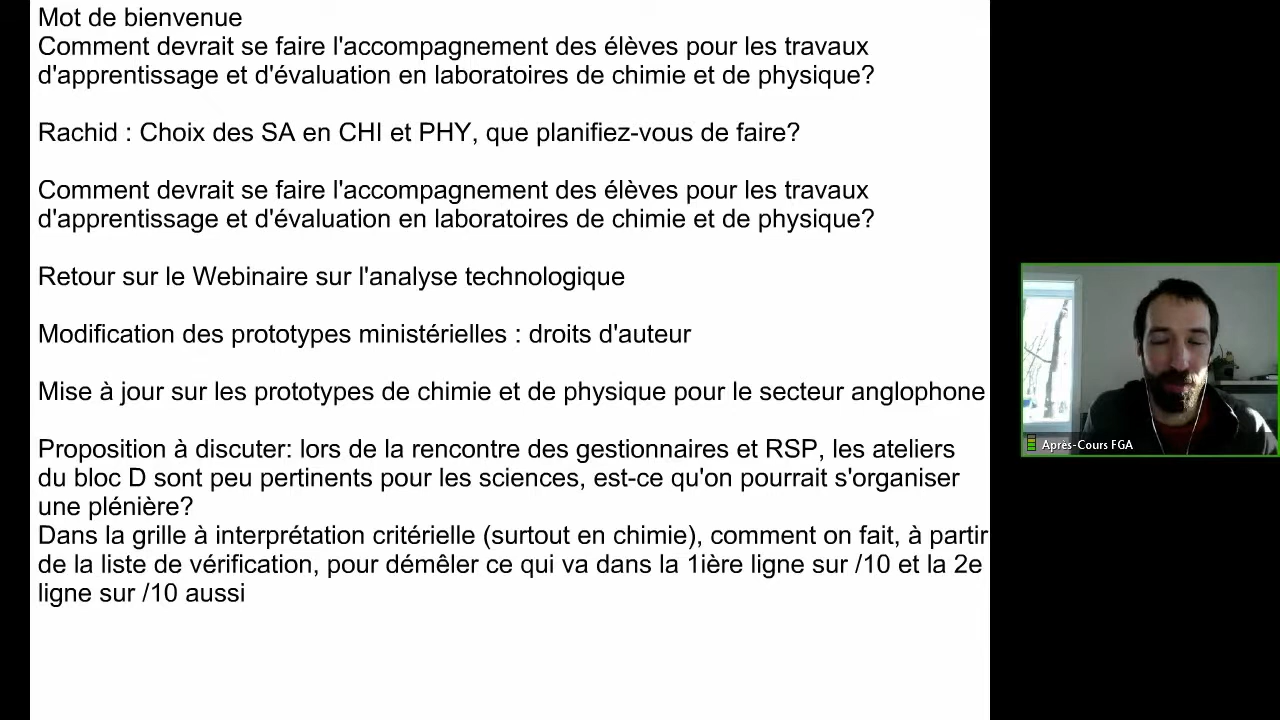 Mot de bienvenue
Comment devrait se faire l'accompagnement des élèves pour les travaux
d'apprentissage et d'évaluation en laboratoires de chimie et de physique?
Rachid : Choix des SA en CHI et PHY, que planifiez-vous de faire?
Comment devrait se faire l'accompagnement des élèves pour les travaux
d'apprentissage et d'évaluation en laboratoires de chimie et de physique?
Retour sur le Webinaire sur l'analyse technologique
Modification des prototypes ministérielles : droits d'auteur
Mise à jour sur les prototypes de chimie et de physique pour le secteur anglophone
Proposition à discuter: lors de la rencontre des gestionnaires et RSP, les ateliers
du bloc D sont peu pertinents pour les sciences, est-ce qu'on pourrait s'organiser
une plénière?
Dans la grille à interprétation critérielle (surtout en chimie), comment on fait, à partir
de la liste de vérification, pour démêler ce qui va dans la 1ière ligne sur /10 et la 2e
ligne sur /10 aussi
Après-Cours FGA